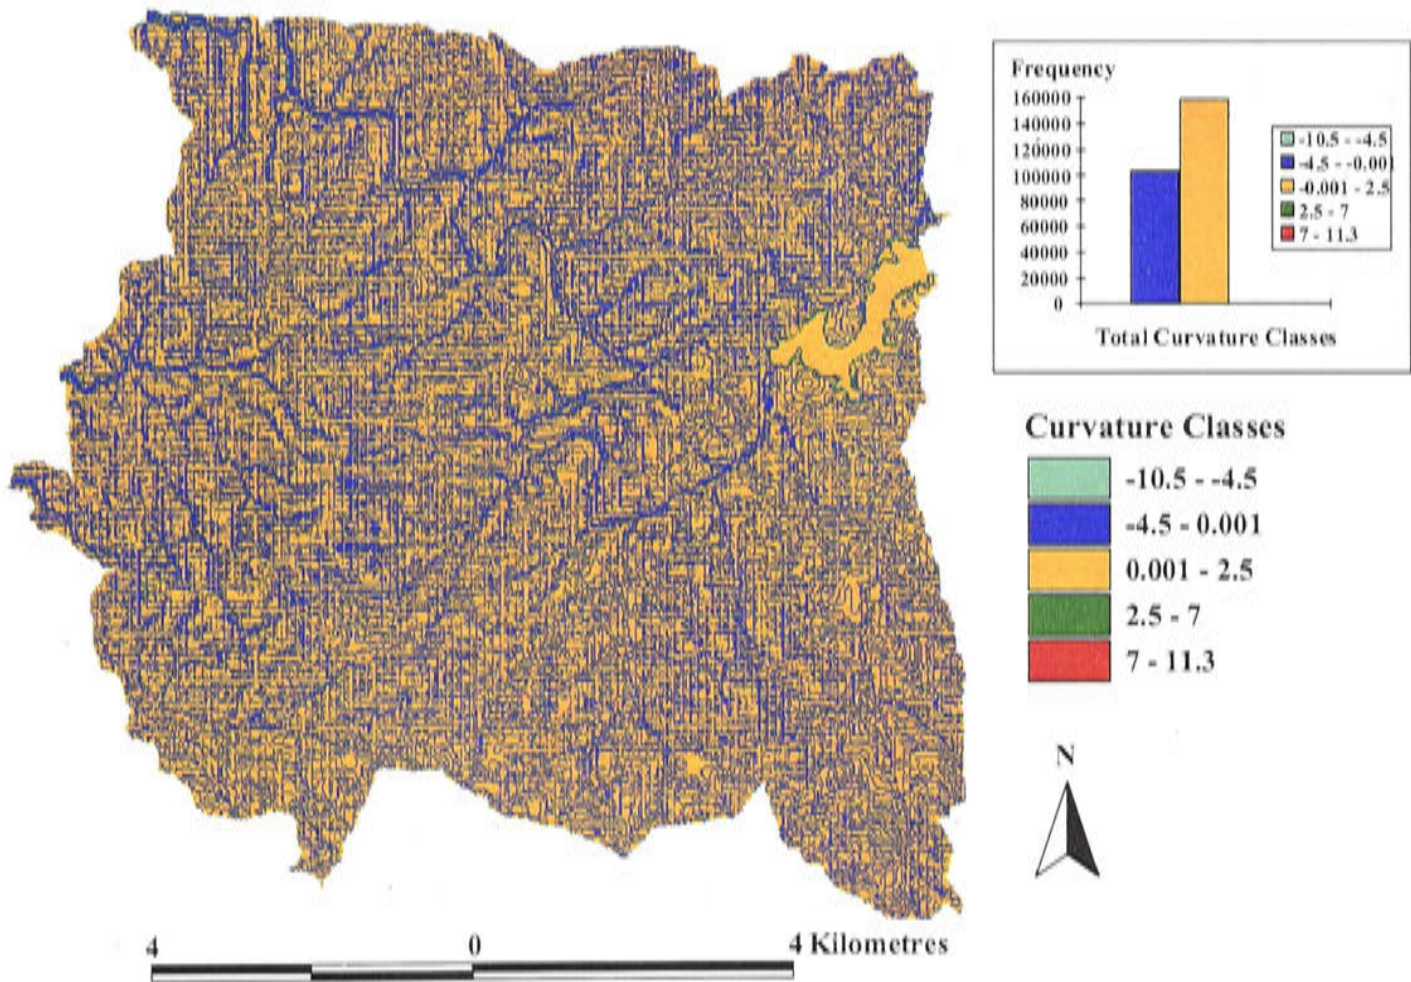 Frequency
160000
140000
120000
100000
80000
60000
40000
20000
0
-10.5 - -4.5
-4.5 - -0.001
-0.001 - 2.5
2.5 - 7
7 - 11.3
Total Curvature Classes
Curvature Classes
-10.5 - -4.5
-4.5 - 0.001
0.001 - 2.5
2.5 - 7
7 - 11.3
N
4 0 4 Kilometres